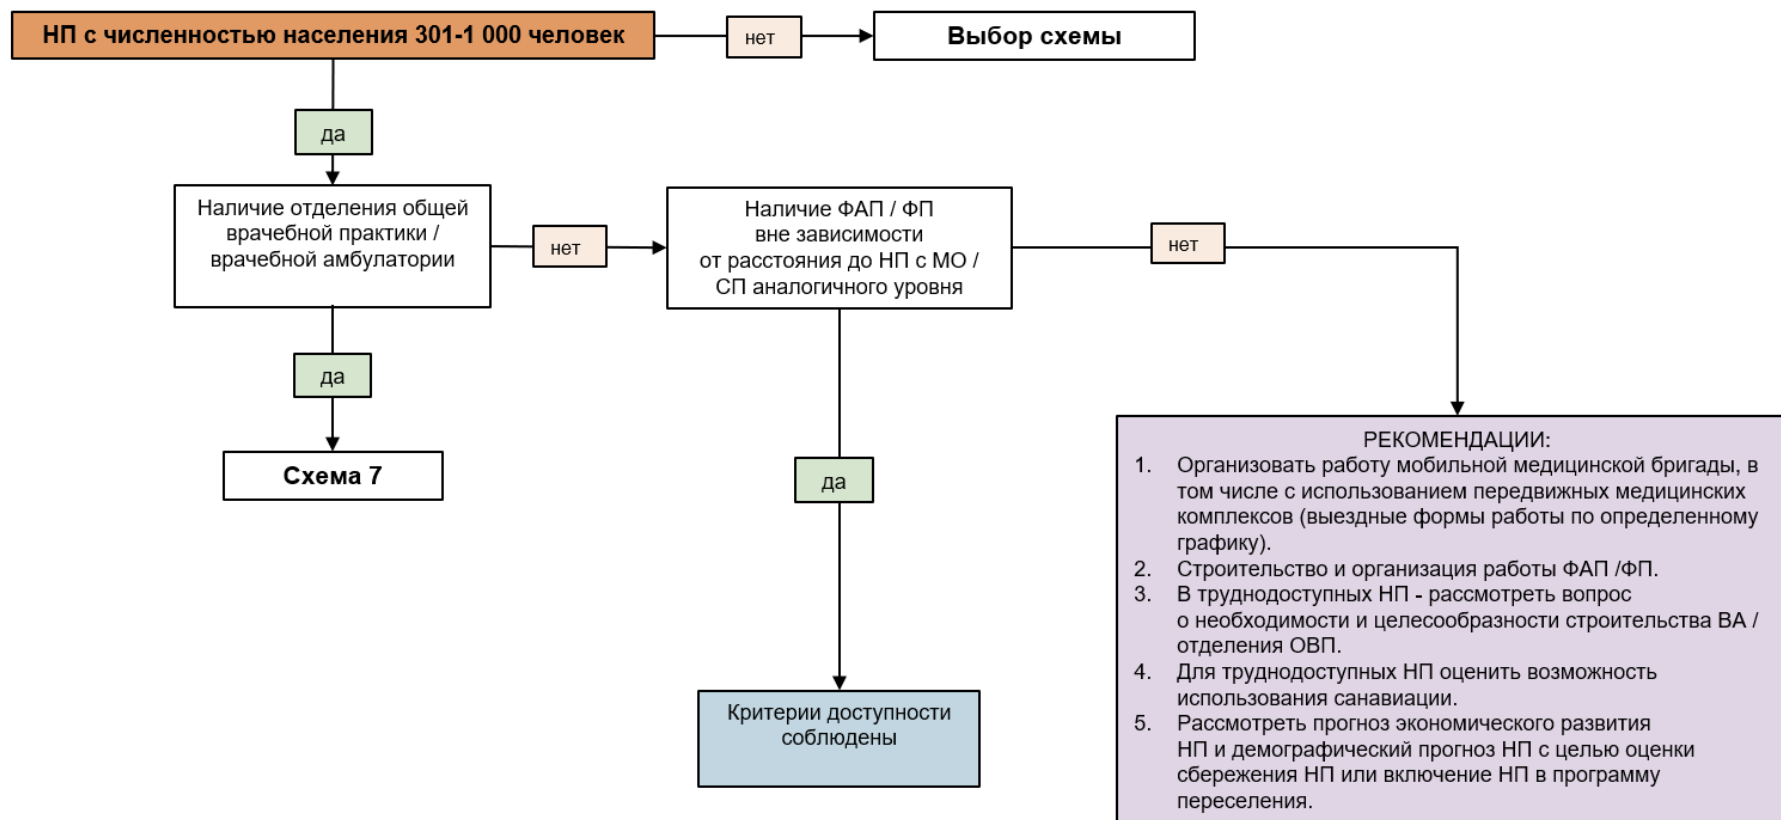 НП с численностью населения 301-1 000 человек
нет
Выбор схемы
да
Наличие отделения общей
врачебной практики /
врачебной амбулатории
нет
Наличие ФАП / ФП
вне зависимости
от расстояния до НП с МО /
СП аналогичного уровня
нет
да
Схема 7
да
Критерии доступности
соблюдены
РЕКОМЕНДАЦИИ:
1. Организовать работу мобильной медицинской бригады, в
том числе с использованием передвижных медицинских
комплексов (выездные формы работы по определенному
графику).
2. Строительство и организация работы ФАП /ФП.
3. В труднодоступных НП - рассмотреть вопрос
о необходимости и целесообразности строительства ВА /
отделения ОВП.
4. Для труднодоступных НП оценить возможность
использования санавиации.
5. Рассмотреть прогноз экономического развития
НП и демографический прогноз НП с целью оценки
сбережения НП или включение НП в программу
переселения.